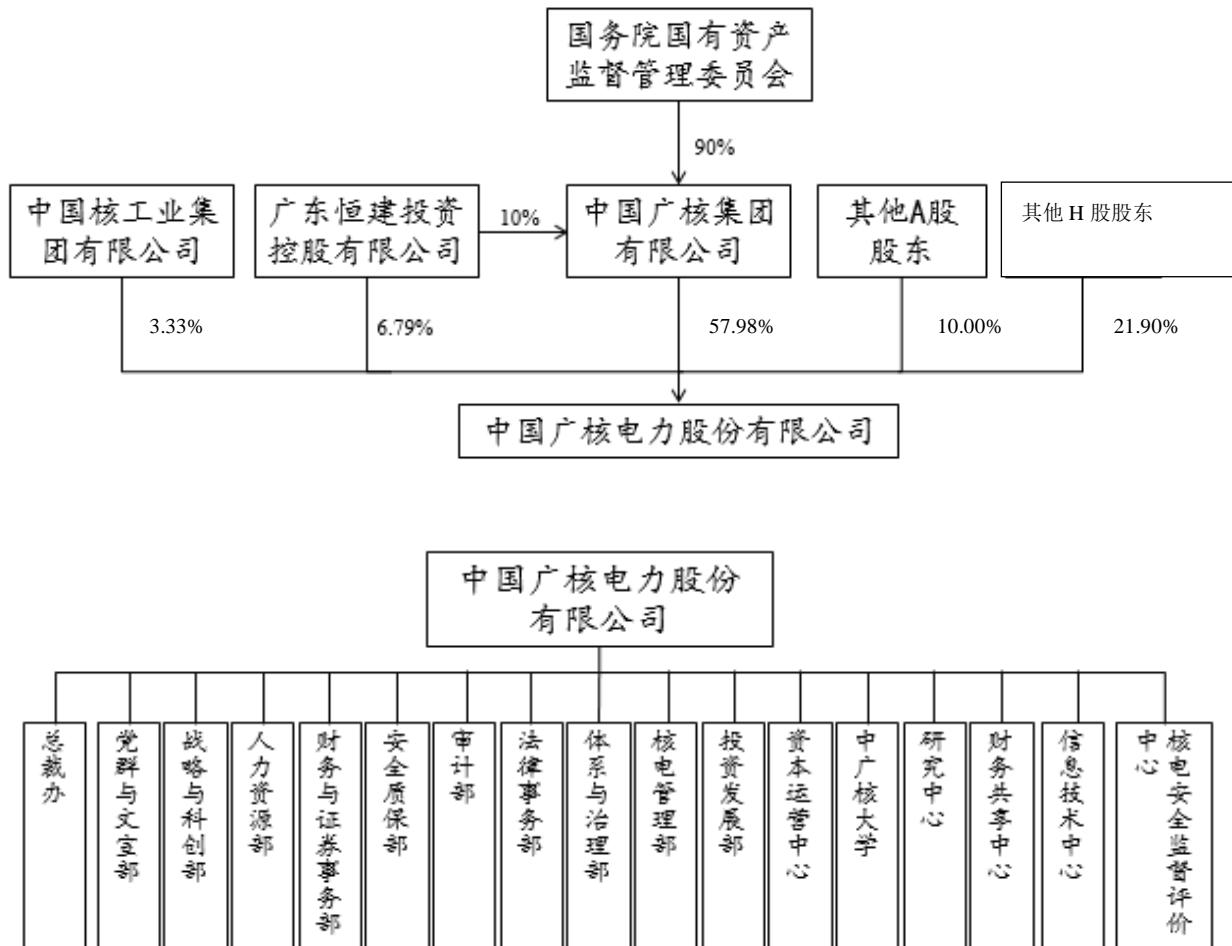 国务院国有资产
监督管理委员会
90%
中国核工业集
团有限公司
广东恒建投资
控股有限公司
10%
中国广核集团
有限公司
其他A股
股东
其他 H 股股东
3.33%
6.79%
57.98%
10.00%
21.90%
中国广核电力股份有限公司
中国广核电力股份
有限公司
总裁办
党群与文宣部
战略与科创部
人力资源部
财务与证券事务部
安全质保部
审计部
法律事务部
体系与治理部
核电管理部
投资发展部
资本运营中心
中广核大学
研究中心
财务共享中心
信息技术中心
核电安全监督评价
中心